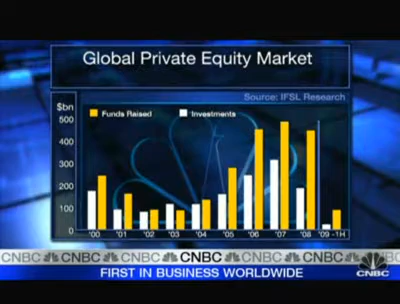 Global Private Equity Market
Source: IFSL Research
$bn
Funds Raised
Investments
500
400
300
200
100
0
'00 '01 '02 '03 '04 '05 '06 '07 '08 '09 -1H
CNBC CNBC CNBC CNBC CNBC CNBC
CNBC
FIRST IN BUSINESS WORLDWIDE